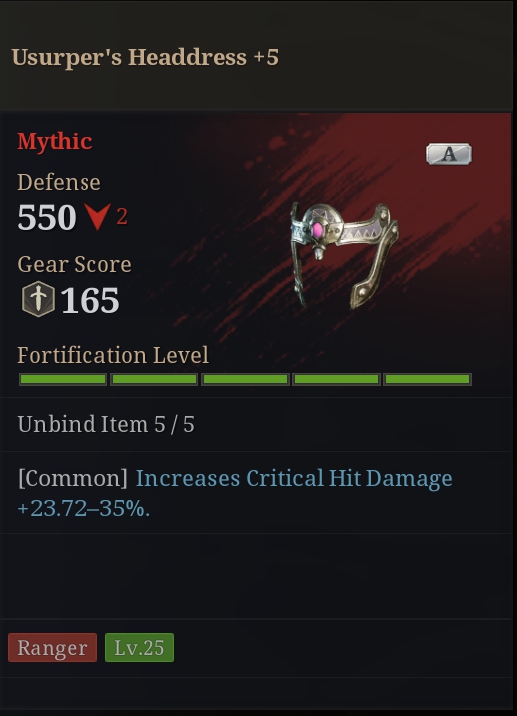 Usurper's Headdress +5
Mythic
A
Defense
550 2
Gear Score
165
Fortification Level
Unbind Item 5 / 5
[Common] Increases Critical Hit Damage
+23.72–35%.
Ranger Lv.25